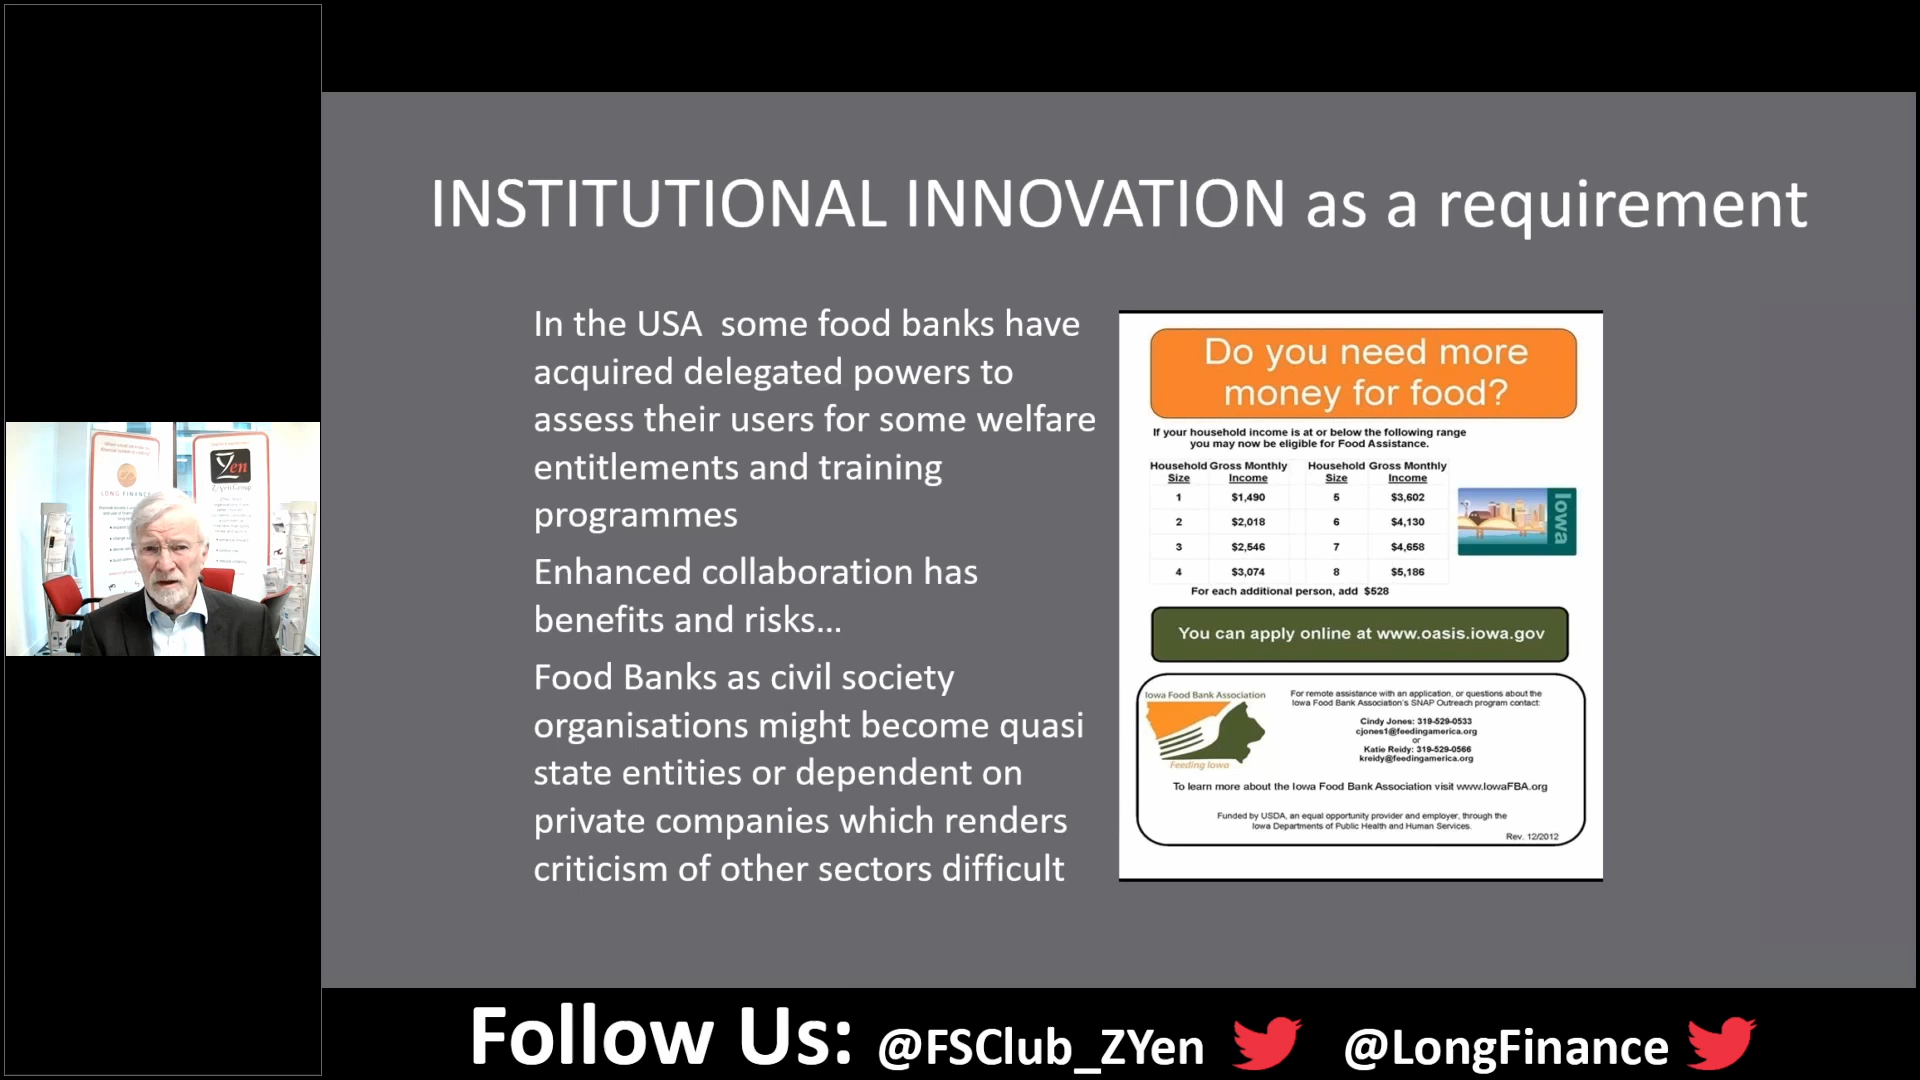 INSTITUTIONAL INNOVATION as a requirement
In the USA  some food banks have
acquired delegated powers to
assess their users for some welfare
entitlements and training
programmes
Enhanced collaboration has
benefits and risks...
Food Banks as civil society
organisations might become quasi
state entities or dependent on
private companies which renders
criticism of other sectors difficult
Do you need more
money for food?
If your household income is at or below the following range
you may now be eligible for Food Assistance.
Household Gross Monthly Household Gross Monthly
Size Income Size Income
1 $1,490 5 $3,602
2 $2,018 6 $4,130
3 $2,546 7 $4,658
4 $3,074 8 $5,186
For each additional person, add $528
Iowa
You can apply online at www.oasis.iowa.gov
Iowa Food Bank Association
Feeding Iowa
For remote assistance with an application, or questions about the
Iowa Food Bank Association's SNAP Outreach program contact:
Cindy Jones: 319-529-0533
cjones1@feedingamerica.org
or
Katie Reidy: 319-529-0566
kreidy@feedingamerica.org
To learn more about the Iowa Food Bank Association visit www.IowaFBA.org
Funded by USDA, an equal opportunity provider and employer, through the
Iowa Departments of Public Health and Human Services.
Rev. 12/2012
LONG FINANCE
Yen
Z/Yen Group
Follow Us: @FSClub_ZYen @LongFinance